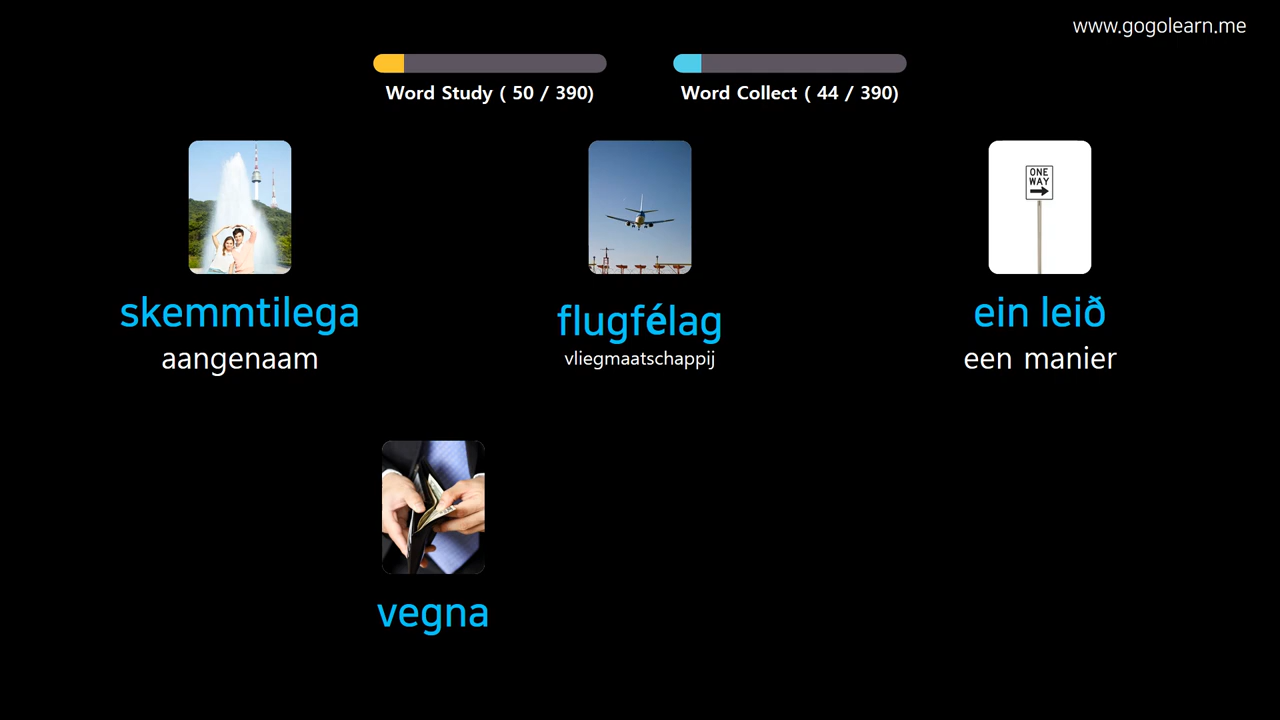 www.gogolearn.me
Word Study ( 50 / 390)
Word Collect ( 44 / 390)
ONE
WAY
skemmtilega
aangenaam
flugfélag
vliegmaatschappij
ein leið
een manier
vegna